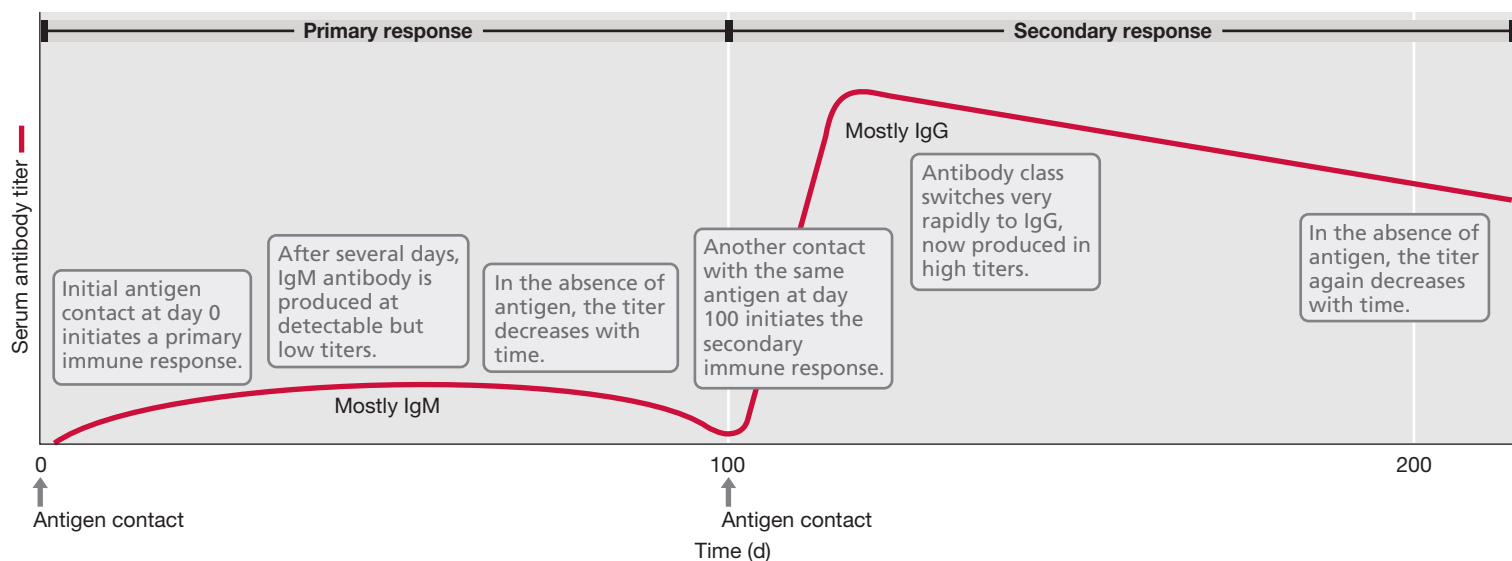 Primary response
Secondary response
Serum antibody titer
Mostly IgG
Antibody class
switches very
rapidly to IgG,
now produced in
high titers.
Initial antigen
contact at day 0
initiates a primary
immune response.
After several days,
IgM antibody is
produced at
detectable but
low titers.
In the absence of
antigen, the titer
decreases with
time.
Another contact
with the same
antigen at day
100 initiates the
secondary
immune response.
In the absence of
antigen, the titer
again decreases
with time.
Mostly IgM
0
100
200
Antigen contact
Antigen contact
Time (d)